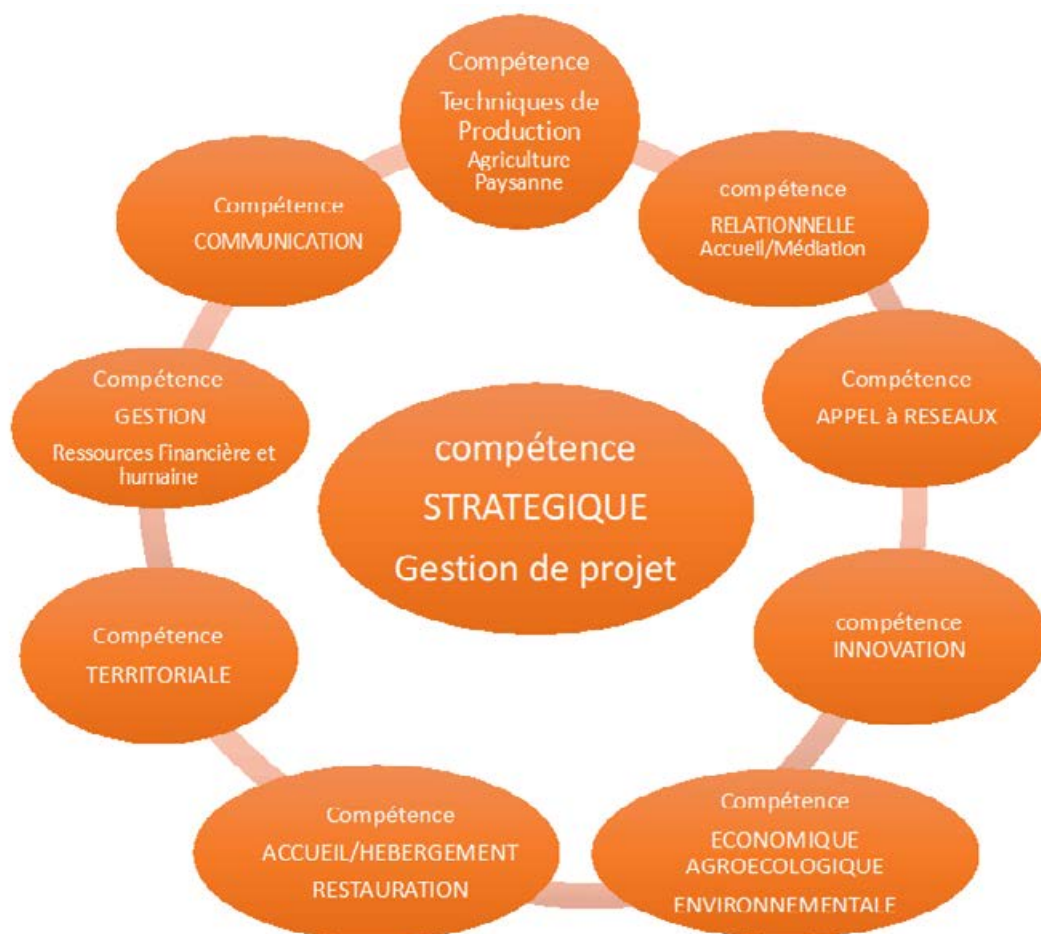 Compétence
Techniques de
Production
Agriculture
Paysanne
compétence
RELATIONNELLE
Accueil/Médiation
Compétence
APPEL à RESEAUX
compétence
INNOVATION
Compétence
ECONOMIQUE
AGROECOLOGIQUE
ENVIRONNEMENTALE
Compétence
ACCUEIL/HEBERGEMENT
RESTAURATION
Compétence
TERRITORIALE
Compétence
GESTION
Ressources Financière et
humaine
Compétence
COMMUNICATION
compétence
STRATEGIQUE
Gestion de projet